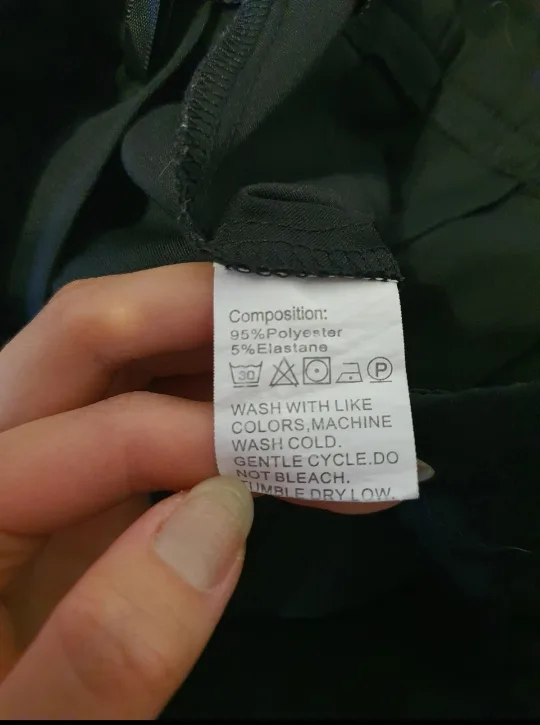 Composition:
95%Polyester
5%Elastane
30 P
WASH WITH LIKE
COLORS,MACHINE
WASH COLD.
GENTLE CYCLE.DO
NOT BLEACH.
TUMBLE DRY LOW.